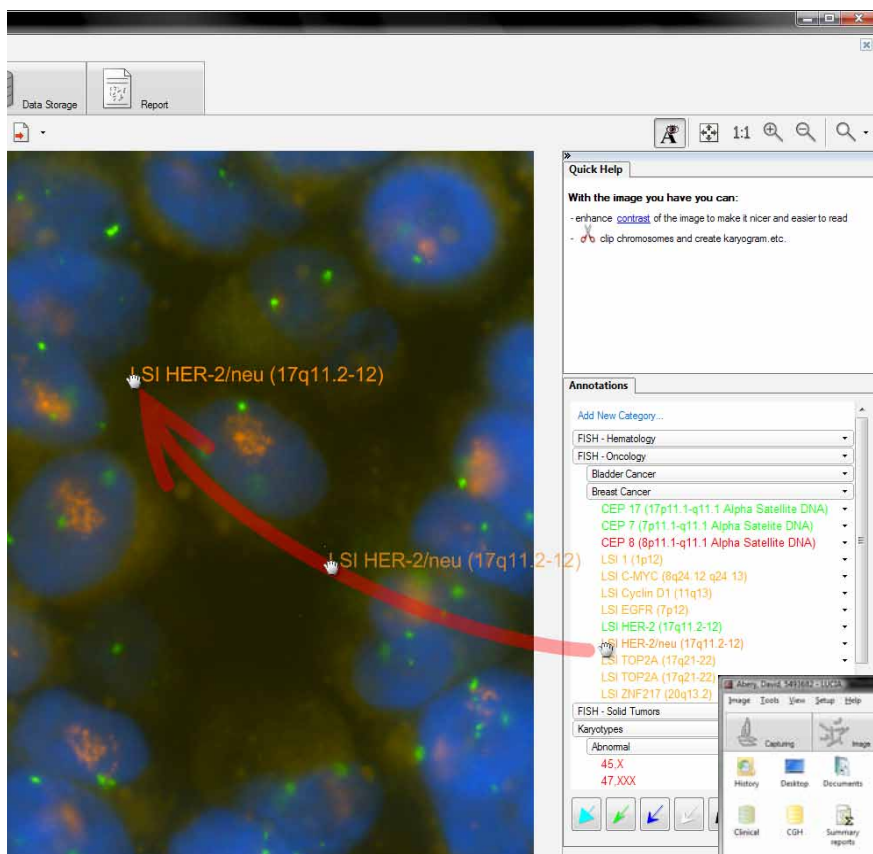 Data Storage
Report
1:1
Quick Help
With the image you have you can:
- enhance contrast of the image to make it nicer and easier to read
- clip chromosomes and create karyogram.etc.
LSI HER-2/neu (17q11.2-12)
LSI HER-2/neu (17q11.2-12)
Annotations
Add New Category...
FISH - Hematology
FISH - Oncology
Bladder Cancer
Breast Cancer
CEP 17 (17p11.1-q11.1 Alpha Satellite DNA)
CEP 7 (7p11.1-q11.1 Alpha Satelite DNA)
CEP 8 (8p11.1-q11.1 Alpha Satellite DNA)
LSI 1 (1p12)
LSI C-MYC (8q24.12 q24 13)
LSI Cyclin D1 (11q13)
LSI EGFR (7p12)
LSI HER-2 (17q11.2-12)
LSI HER-2/neu (17q11.2-12)
LSI TOP2A (17q21-22)
LSI TOP2A (17q21-22)
LSI ZNF217 (20q13.2)
FISH - Solid Tumors
Karyotypes
Abnormal
45,X
47,XXX
Abery, David, - LUCIA
Image Tools View Setup Help
Capturing
Image
History
Desktop
Documents
Clinical
CGH
Summary reports